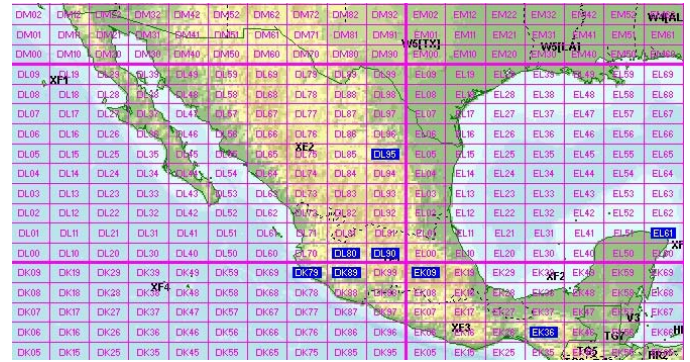 DM02 DM12 DM22 DM32 DM42 DM52 DM62 DM72 DM82 DM92 EM02 EM12 EM22 EM32 EM42 EM52 W4[AL
DM01 DM11 DM21 DM31 DM41 DM51 DM61 DM71 DM81 DM91 EM01 EM11 EM21 EM31 EM41 EM51 EM61
W5[TX] W5[LA]
DM00 DM10 DM20 DM30 DM40 DM50 DM60 DM70 DM80 DM90 EM00 EM10 EM20 EM30 EM40 EM50 EM60
DL09 DL19 DL29 DL39 DL49 DL59 DL69 DL79 DL89 DL99 EL09 EL19 EL29 EL39 EL49 EL59 EL69
XF1
DL08 DL18 DL28 DL38 DL48 DL58 DL68 DL78 DL88 DL98 EL08 EL18 EL28 EL38 EL48 EL58 EL68
DL07 DL17 DL27 DL37 DL47 DL57 DL67 DL77 DL87 DL97 EL07 EL17 EL27 EL37 EL47 EL57 EL67
DL06 DL16 DL26 DL36 DL46 DL56 DL66 DL76 DL86 DL96 EL06 EL16 EL26 EL36 EL46 EL56 EL66
XE2
DL05 DL15 DL25 DL35 DL45 DL55 DL65 DL75 DL85 DL95 EL05 EL15 EL25 EL35 EL45 EL55 EL65
DL04 DL14 DL24 DL34 DL44 DL54 DL64 DL74 DL84 DL94 EL04 EL14 EL24 EL34 EL44 EL54 EL64
DL03 DL13 DL23 DL33 DL43 DL53 DL63 DL73 DL83 DL93 EL03 EL13 EL23 EL33 EL43 EL53 EL63
DL02 DL12 DL22 DL32 DL42 DL52 DL62 DL72 DL82 DL92 EL02 EL12 EL22 EL32 EL42 EL52 EL62
DL01 DL11 DL21 DL31 DL41 DL51 DL61 DL71 DL81 DL91 EL01 EL11 EL21 EL31 EL41 EL51 EL61
DL00 DL10 DL20 DL30 DL40 DL50 DL60 DL70 DL80 DL90 EL00 EL10 EL20 EL30 EL40 EL50 EL60
DK09 DK19 DK29 DK39 DK49 DK59 DK69 DK79 DK89 DK99 EK09 EK19 EK29 EK39 EK49 EK59 EK69
XF4 XF2
DK08 DK18 DK28 DK38 DK48 DK58 DK68 DK78 DK88 DK98 EK08 EK18 EK28 EK38 EK48 EK58 EK68
DK07 DK17 DK27 DK37 DK47 DK57 DK67 DK77 DK87 DK97 EK07 EK17 EK27 EK37 EK47 EK57 EK67
XE3 V3
DK06 DK16 DK26 DK36 DK46 DK56 DK66 DK76 DK86 DK96 EK06 EK16 EK26 EK36 EK46 EK56 EK66
TG7
DK05 DK15 DK25 DK35 DK45 DK55 DK65 DK75 DK85 DK95 EK05 EK15 EK25 EK35 EK45
TG5 HR2